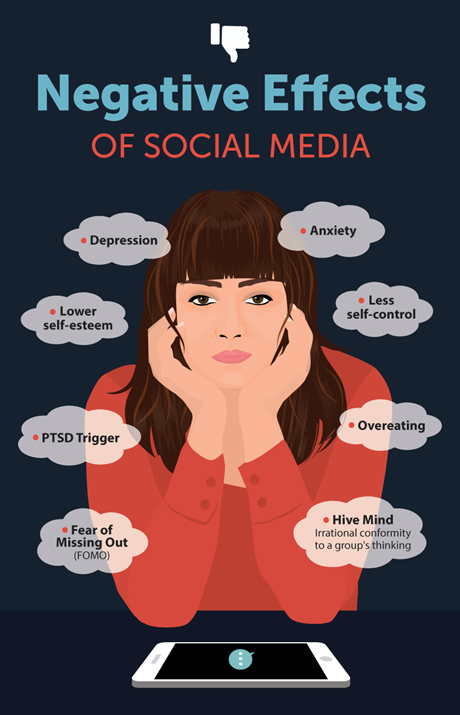 Negative Effects
OF SOCIAL MEDIA
Depression
Anxiety
Lower
self-esteem
Less
self-control
PTSD Trigger
Overeating
Fear of
Missing Out
(FOMO)
Hive Mind
Irrational conformity
to a group's thinking